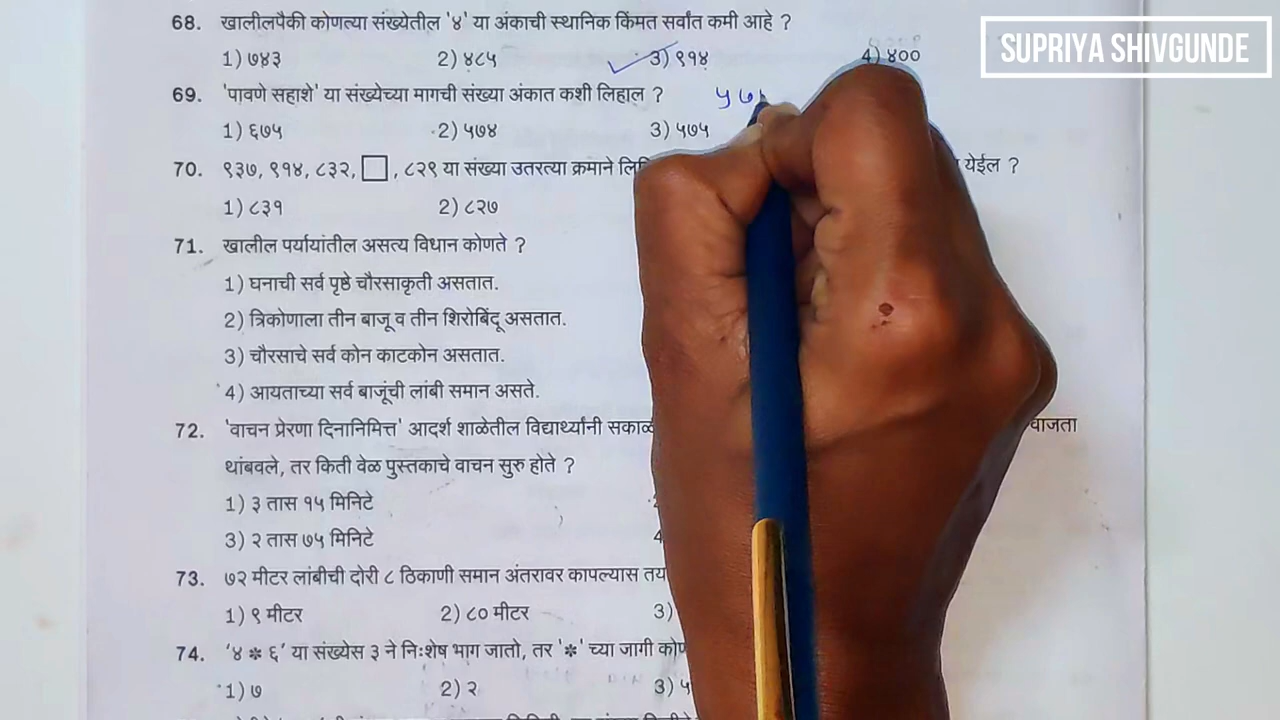 SUPRIYA SHIVGUNDE
68. खालीलपैकी कोणत्या संख्येतील '४' या अंकाची स्थानिक किंमत सर्वांत कमी आहे ?
1) ७४३ 2) ४८५ 3) ९१४ 4) ४००
69. 'पावणे सहाशे' या संख्येच्या मागची संख्या अंकात कशी लिहाल ? ५७
1) ६७५ 2) ५७४ 3) ५७५
70. ९३७, ९१४, ८३२, , ८२९ या संख्या उतरत्या क्रमाने येईल ?
1) ८३१ 2) ८२७
71. खालील पर्यायांतील असत्य विधान कोणते ?
1) घनाची सर्व पृष्ठे चौरसाकृती असतात.
2) त्रिकोणाला तीन बाजू व तीन शिरोबिंदू असतात.
3) चौरसाचे सर्व कोन काटकोन असतात.
4) आयताच्या सर्व बाजूंची लांबी समान असते.
72. 'वाचन प्रेरणा दिनानिमित्त' आदर्श शाळेतील विद्यार्थ्यांनी वाजता
थांबवले, तर किती वेळ पुस्तकाचे वाचन सुरु होते ?
1) ३ तास १५ मिनिटे
3) २ तास ७५ मिनिटे
73. ७२ मीटर लांबीची दोरी ८ ठिकाणी समान अंतरावर कापल्यास
1) ९ मीटर 2) ८० मीटर 3)
74. '४ ✽ ६' या संख्येस ३ ने निःशेष भाग जातो, तर '✽' च्या जागी
1) ७ 2) २ 3) ५